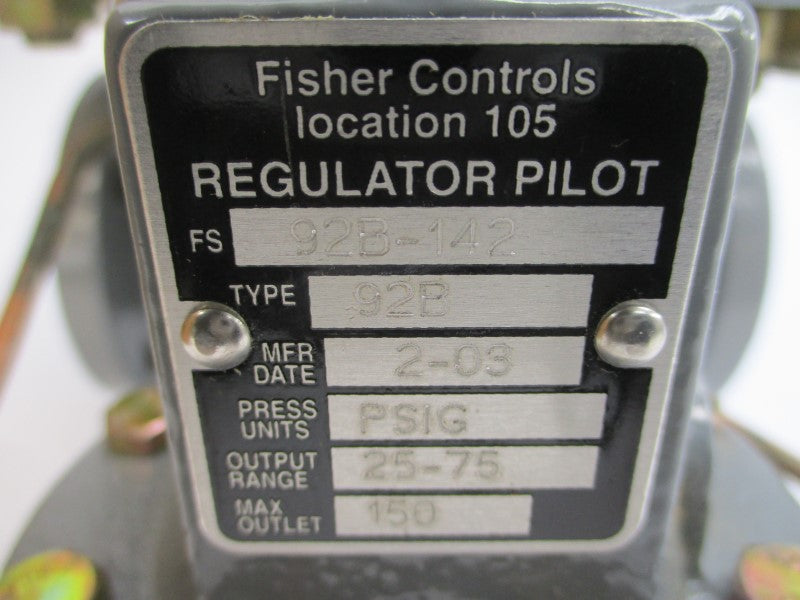 Fisher Controls
location 105
REGULATOR PILOT
FS 92B-142
TYPE 92B
MFR DATE 2-03
PRESS UNITS PSIG
OUTPUT RANGE 25-75
MAX OUTLET 150